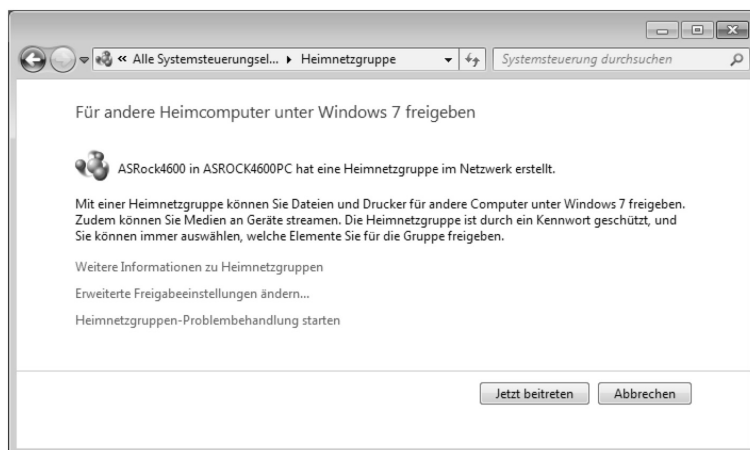 « Alle Systemsteuerungsel... ▸ Heimnetzgruppe
Systemsteuerung durchsuchen
Für andere Heimcomputer unter Windows 7 freigeben
ASRock4600 in ASROCK4600PC hat eine Heimnetzgruppe im Netzwerk erstellt.
Mit einer Heimnetzgruppe können Sie Dateien und Drucker für andere Computer unter Windows 7 freigeben.
Zudem können Sie Medien an Geräte streamen. Die Heimnetzgruppe ist durch ein Kennwort geschützt, und
Sie können immer auswählen, welche Elemente Sie für die Gruppe freigeben.
Weitere Informationen zu Heimnetzgruppen
Erweiterte Freigabeeinstellungen ändern...
Heimnetzgruppen-Problembehandlung starten
Jetzt beitreten
Abbrechen